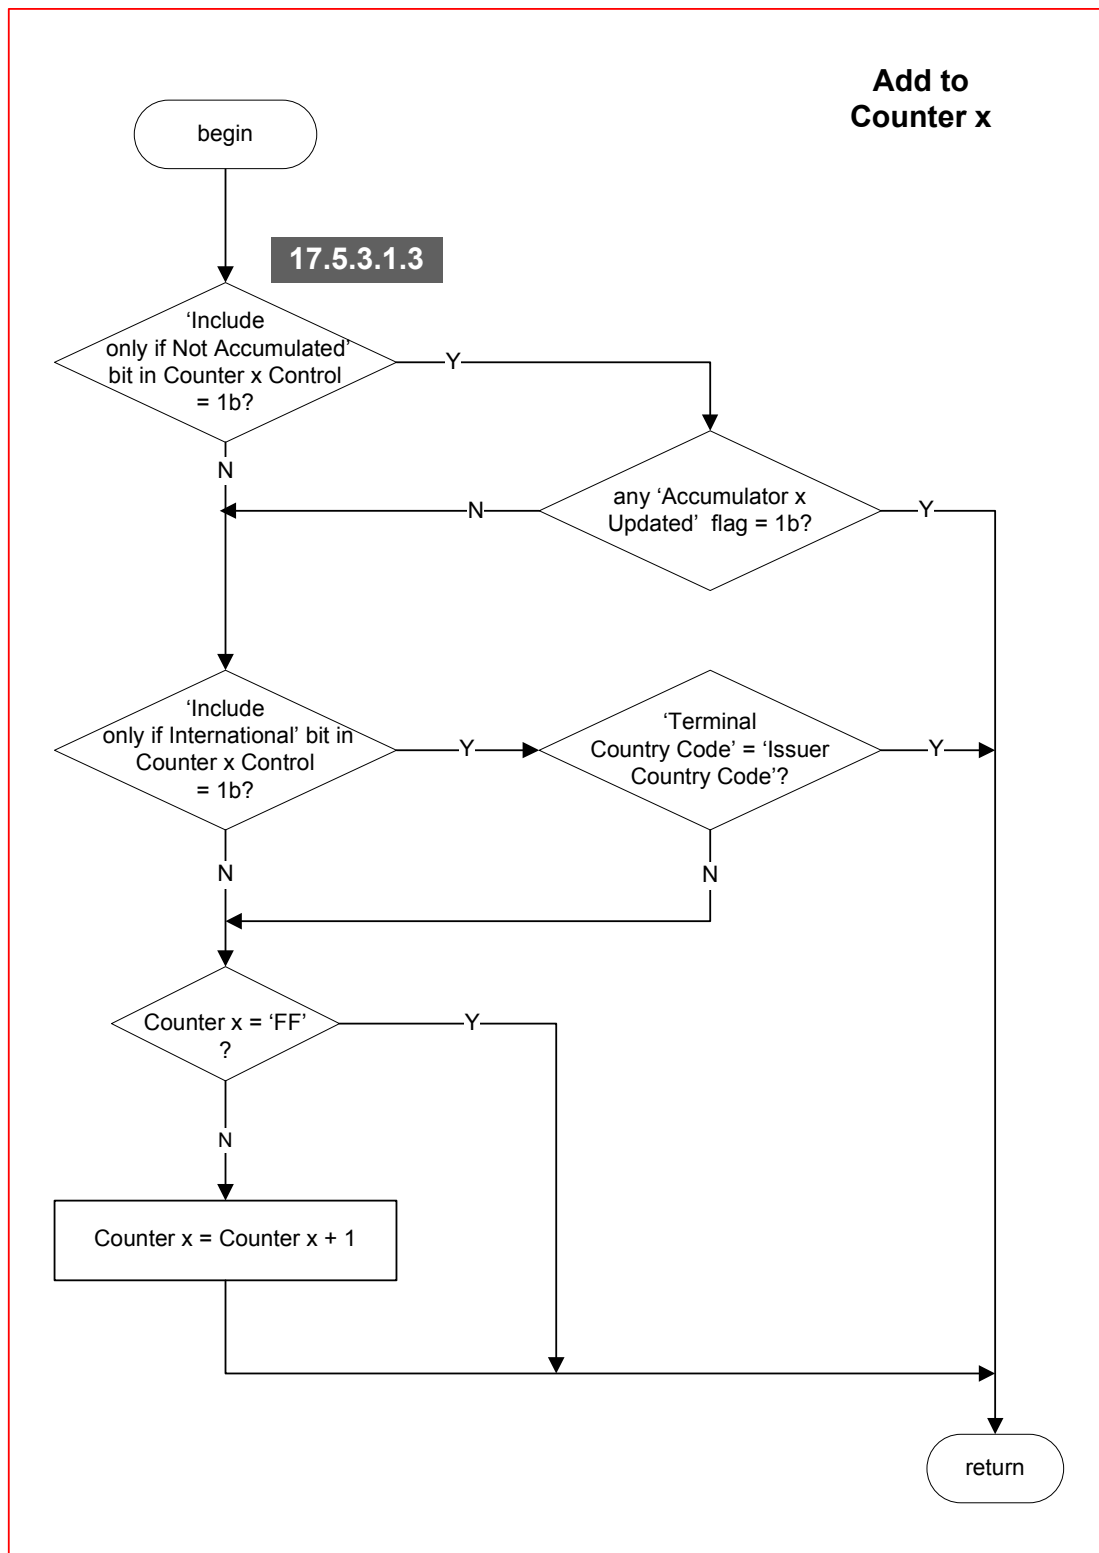 Add to
Counter x
begin
17.5.3.1.3
‘Include
only if Not Accumulated’
bit in Counter x Control
= 1b?
Y
N
any ‘Accumulator x
Updated’ flag = 1b?
N
Y
‘Include
only if International’ bit in
Counter x Control
= 1b?
Y
‘Terminal
Country Code’ = ‘Issuer
Country Code’?
Y
N
N
Counter x = ‘FF’
?
Y
N
Counter x = Counter x + 1
return